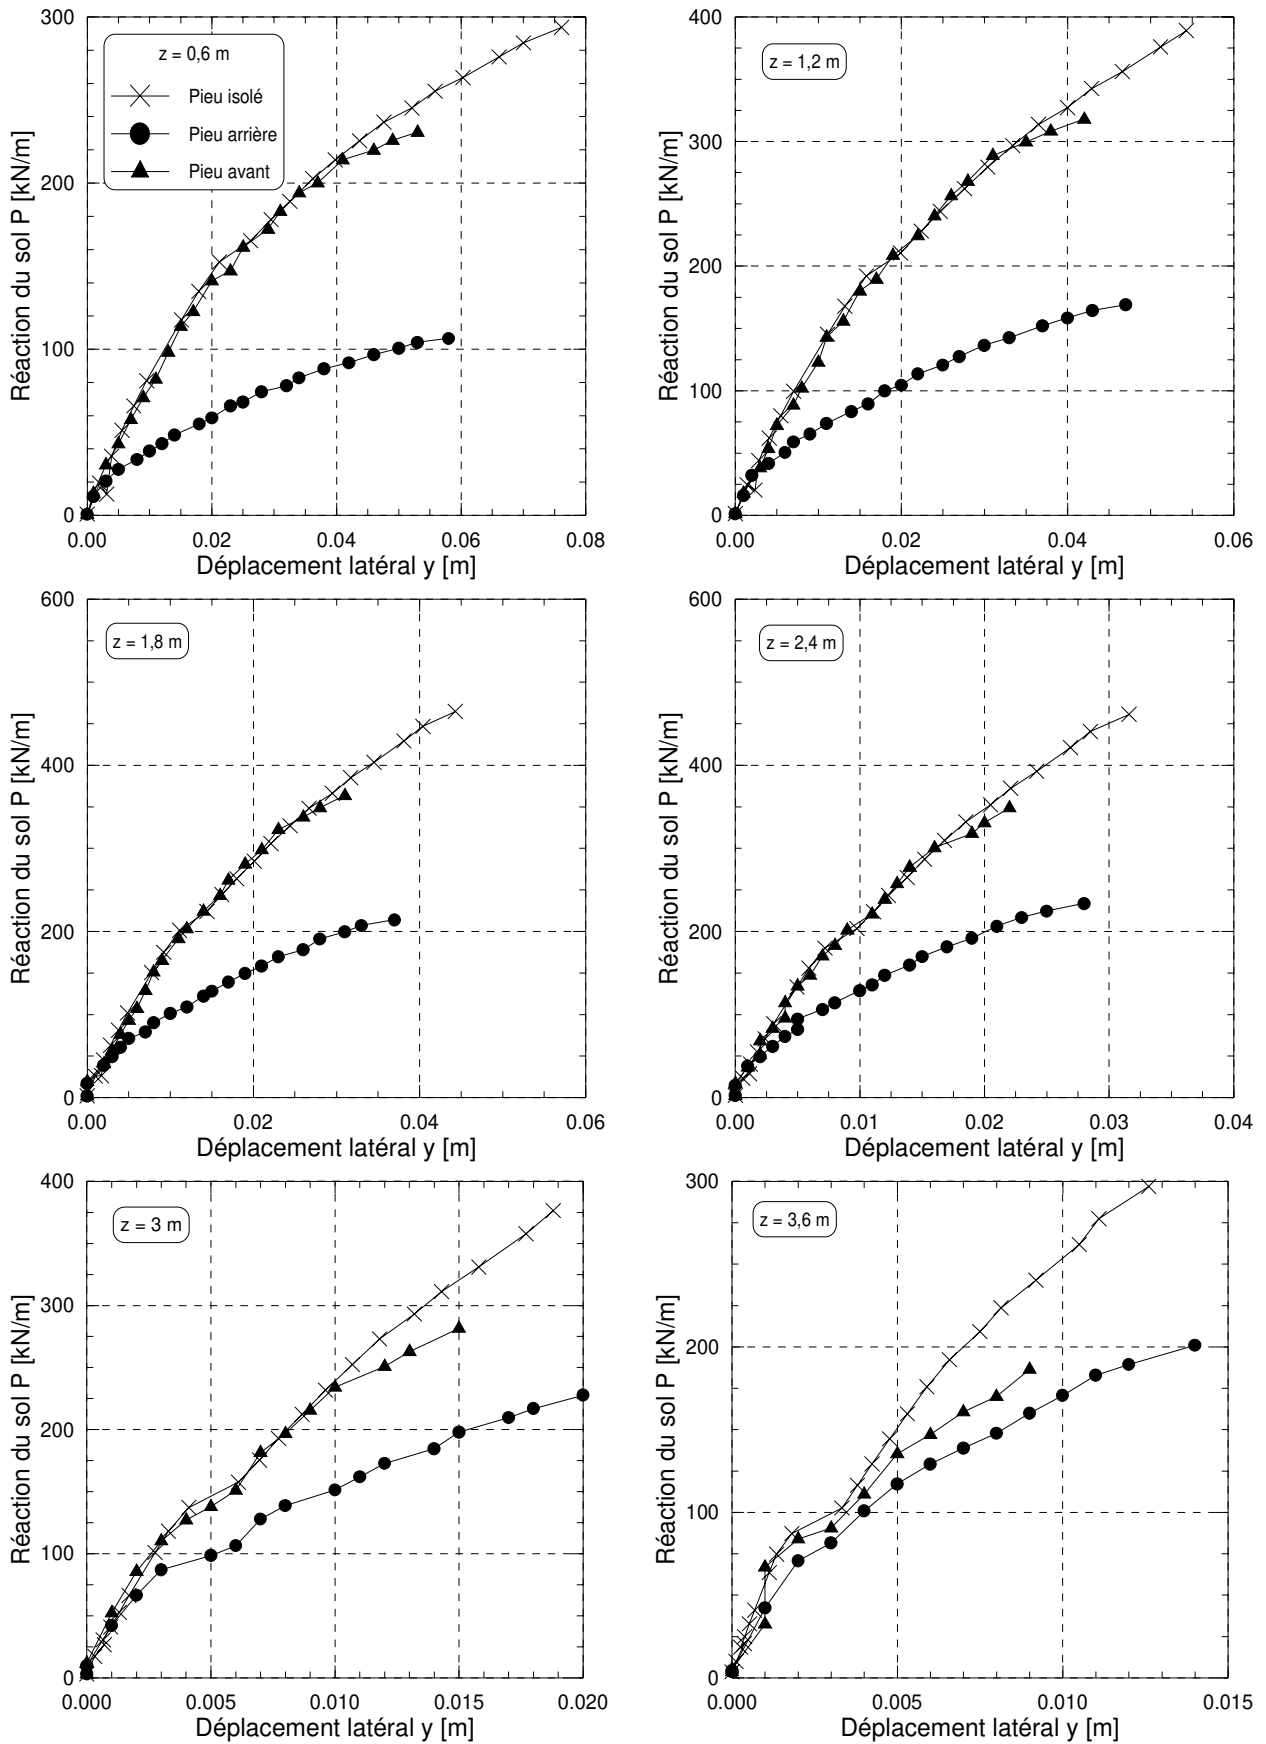 300
200
100
0
Réaction du sol P [kN/m]
z = 0,6 m
Pieu isolé
Pieu arrière
Pieu avant
0.00 0.02 0.04 0.06 0.08
Déplacement latéral y [m]
400
300
200
100
0
Réaction du sol P [kN/m]
z = 1,2 m
0.00 0.02 0.04 0.06
Déplacement latéral y [m]
600
400
200
0
Réaction du sol P [kN/m]
z = 1,8 m
0.00 0.02 0.04 0.06
Déplacement latéral y [m]
600
400
200
0
Réaction du sol P [kN/m]
z = 2,4 m
0.00 0.01 0.02 0.03 0.04
Déplacement latéral y [m]
400
300
200
100
0
Réaction du sol P [kN/m]
z = 3 m
0.000 0.005 0.010 0.015 0.020
Déplacement latéral y [m]
300
200
100
0
Réaction du sol P [kN/m]
z = 3,6 m
0.000 0.005 0.010 0.015
Déplacement latéral y [m]